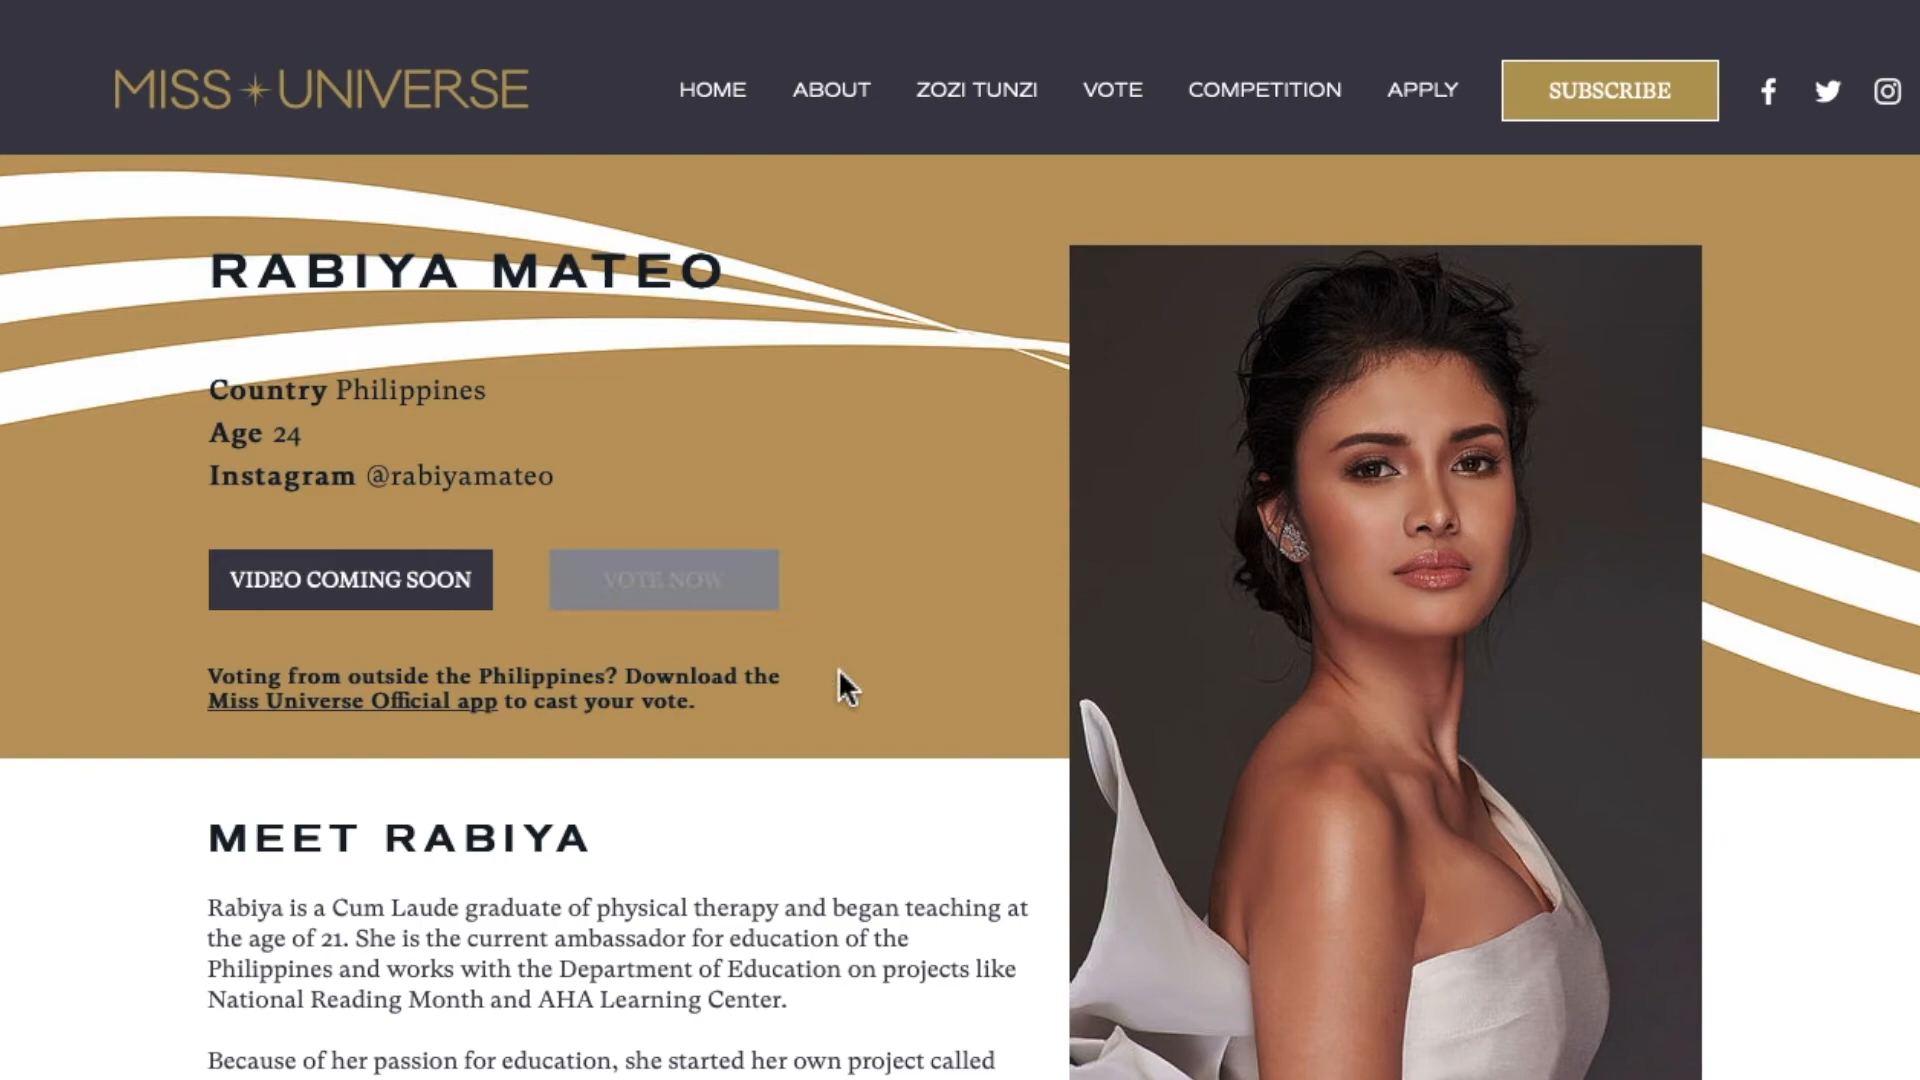 MISS UNIVERSE
HOME ABOUT ZOZI TUNZI VOTE COMPETITION APPLY SUBSCRIBE
RABIYA MATEO
Country Philippines
Age 24
Instagram @rabiyamateo
VIDEO COMING SOON
VOTE NOW
Voting from outside the Philippines? Download the
Miss Universe Official app to cast your vote.
MEET RABIYA
Rabiya is a Cum Laude graduate of physical therapy and began teaching at
the age of 21. She is the current ambassador for education of the
Philippines and works with the Department of Education on projects like
National Reading Month and AHA Learning Center.
Because of her passion for education, she started her own project called